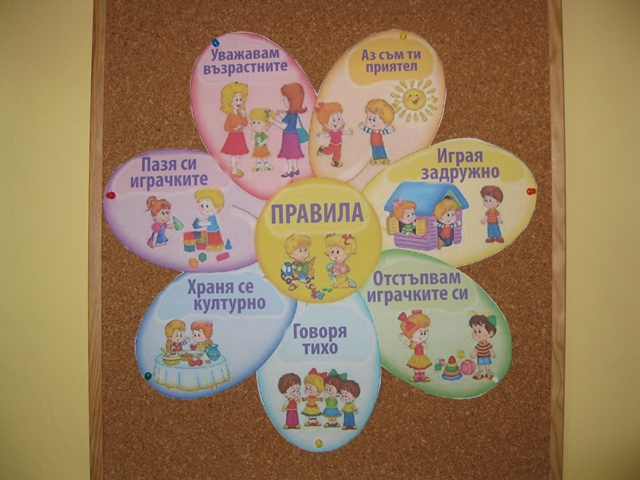 Уважавам
възрастните
Аз съм ти
приятел
Пазя си
играчките
Играя
задружно
ПРАВИЛА
Храня се
културно
Отстъпвам
играчките си
Говоря
тихо